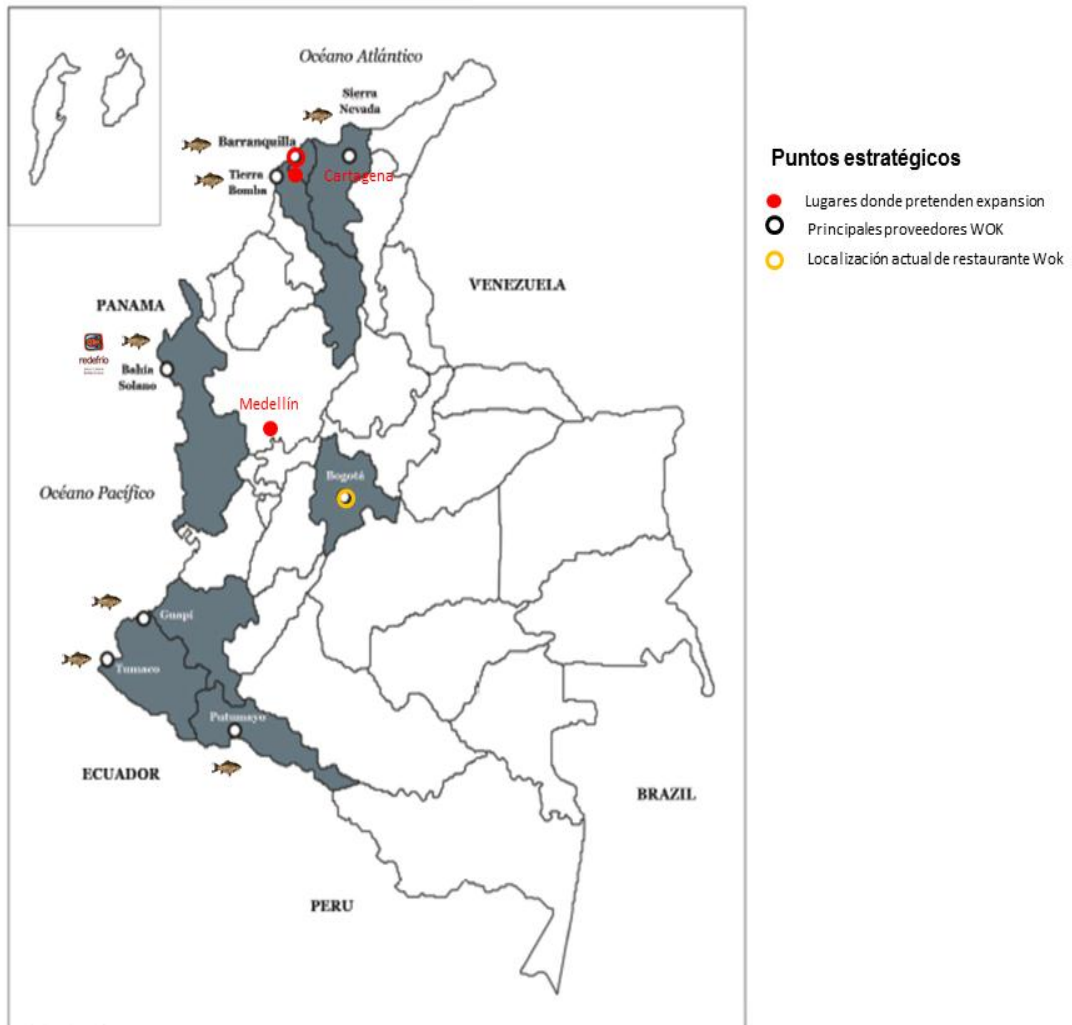 Océano Atlántico
Sierra
Nevada
Barranquilla
Tierra
Bomba
Cartagena
Puntos estratégicos
Lugares donde pretenden expansion
Principales proveedores WOK
Localización actual de restaurante Wok
VENEZUELA
PANAMA
redefrío
Bahía
Solano
Medellín
Océano Pacífico
Bogotá
Guapi
Tumaco
Putumayo
ECUADOR
BRAZIL
PERU